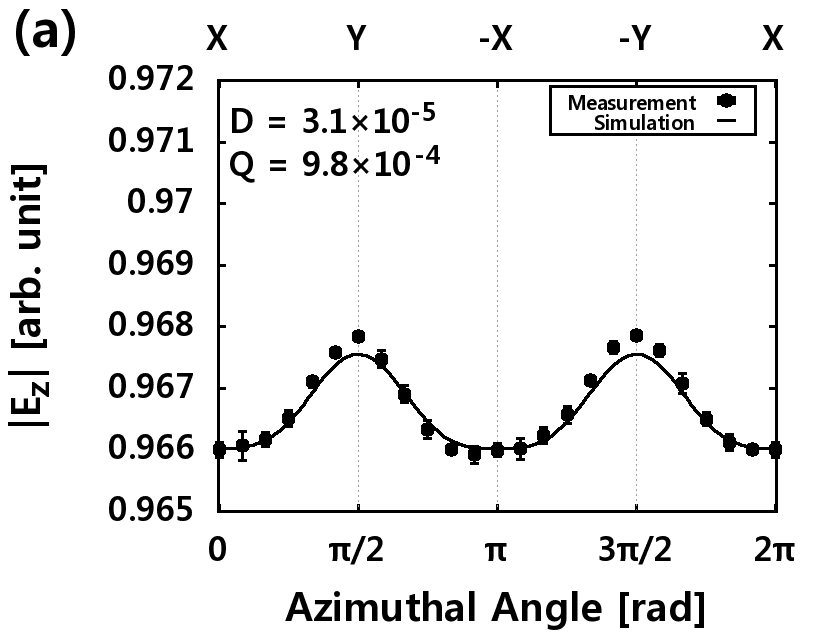 (a)
X Y -X -Y X
0.972
0.971
0.97
0.969
0.968
0.967
0.966
0.965
D = 3.1×10⁻⁵
Q = 9.8×10⁻⁴
Measurement
Simulation
|E_z| [arb. unit]
0 π/2 π 3π/2 2π
Azimuthal Angle [rad]